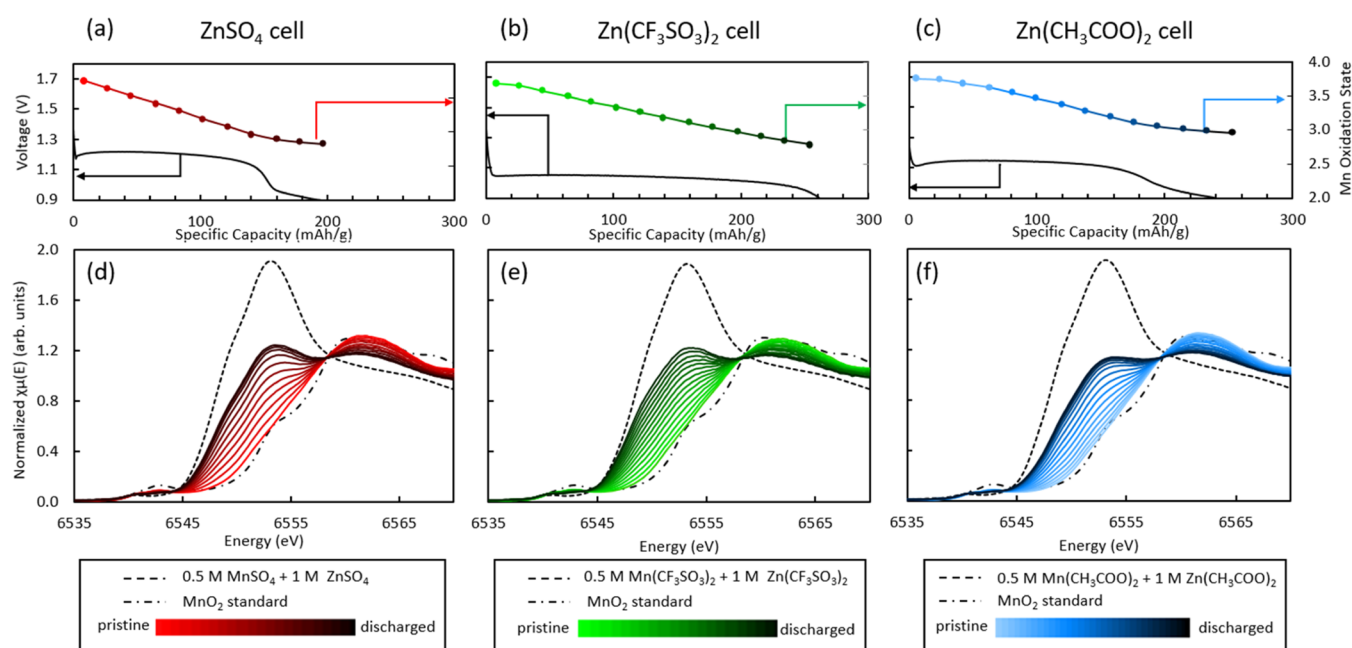 (a) ZnSO4 cell
(b) Zn(CF3SO3)2 cell
(c) Zn(CH3COO)2 cell
Voltage (V)
1.7
1.5
1.3
1.1
0.9
0 100 200 300
Specific Capacity (mAh/g)
0 100 200 300
Specific Capacity (mAh/g)
0 100 200 300
Specific Capacity (mAh/g)
4.0
3.5
3.0
2.5
2.0
Mn Oxidation State
(d)
(e)
(f)
Normalized χμ(E) (arb. units)
2.0
1.6
1.2
0.8
0.4
0.0
6535 6545 6555 6565
Energy (eV)
6535 6545 6555 6565
Energy (eV)
6535 6545 6555 6565
Energy (eV)
0.5 M MnSO4 + 1 M ZnSO4
MnO2 standard
pristine discharged
0.5 M Mn(CF3SO3)2 + 1 M Zn(CF3SO3)2
MnO2 standard
pristine discharged
0.5 M Mn(CH3COO)2 + 1 M Zn(CH3COO)2
MnO2 standard
pristine discharged